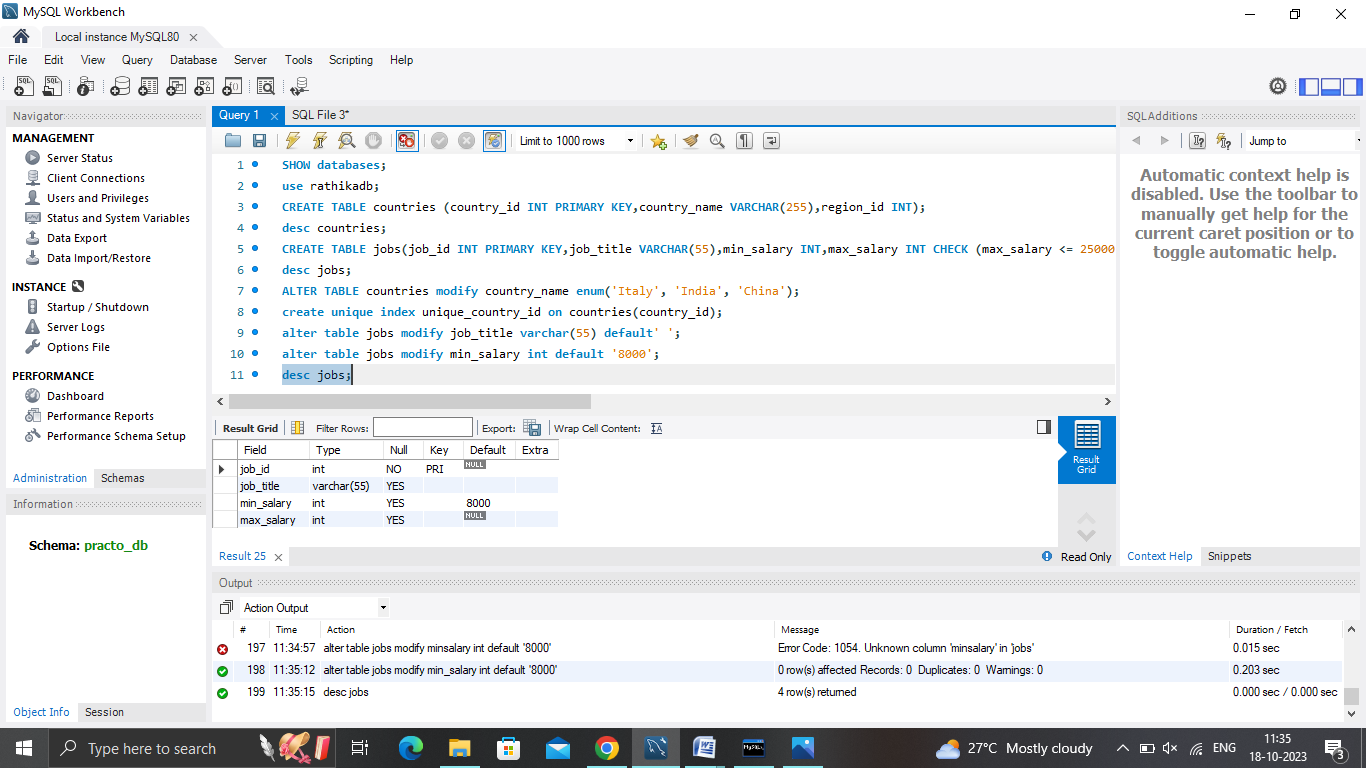 MySQL Workbench
Local instance MySQL80
File Edit View Query Database Server Tools Scripting Help
Navigator
MANAGEMENT
Server Status
Client Connections
Users and Privileges
Status and System Variables
Data Export
Data Import/Restore
INSTANCE
Startup / Shutdown
Server Logs
Options File
PERFORMANCE
Dashboard
Performance Reports
Performance Schema Setup
Administration Schemas
Information
Schema: practo_db
Object Info Session
Query 1 SQL File 3*
Limit to 1000 rows
1 SHOW databases;
2 use rathikadb;
3 CREATE TABLE countries (country_id INT PRIMARY KEY,country_name VARCHAR(255),region_id INT);
4 desc countries;
5 CREATE TABLE jobs(job_id INT PRIMARY KEY,job_title VARCHAR(55),min_salary INT,max_salary INT CHECK (max_salary <= 25000
6 desc jobs;
7 ALTER TABLE countries modify country_name enum('Italy', 'India', 'China');
8 create unique index unique_country_id on countries(country_id);
9 alter table jobs modify job_title varchar(55) default' ';
10 alter table jobs modify min_salary int default '8000';
11 desc jobs;
Result Grid Filter Rows: Export: Wrap Cell Content:
Field Type Null Key Default Extra
job_id int NO PRI NULL
job_title varchar(55) YES
min_salary int YES 8000
max_salary int YES NULL
Result Grid
Result 25
Read Only
Output
Action Output
# Time Action Message Duration / Fetch
197 11:34:57 alter table jobs modify minsalary int default '8000' Error Code: 1054. Unknown column 'minsalary' in 'jobs' 0.015 sec
198 11:35:12 alter table jobs modify min_salary int default '8000' 0 row(s) affected Records: 0 Duplicates: 0 Warnings: 0 0.203 sec
199 11:35:15 desc jobs 4 row(s) returned 0.000 sec / 0.000 sec
SQLAdditions
Jump to
Automatic context help is
disabled. Use the toolbar to
manually get help for the
current caret position or to
toggle automatic help.
Context Help Snippets
Type here to search
27°C Mostly cloudy
ENG
11:35
18-10-2023
3